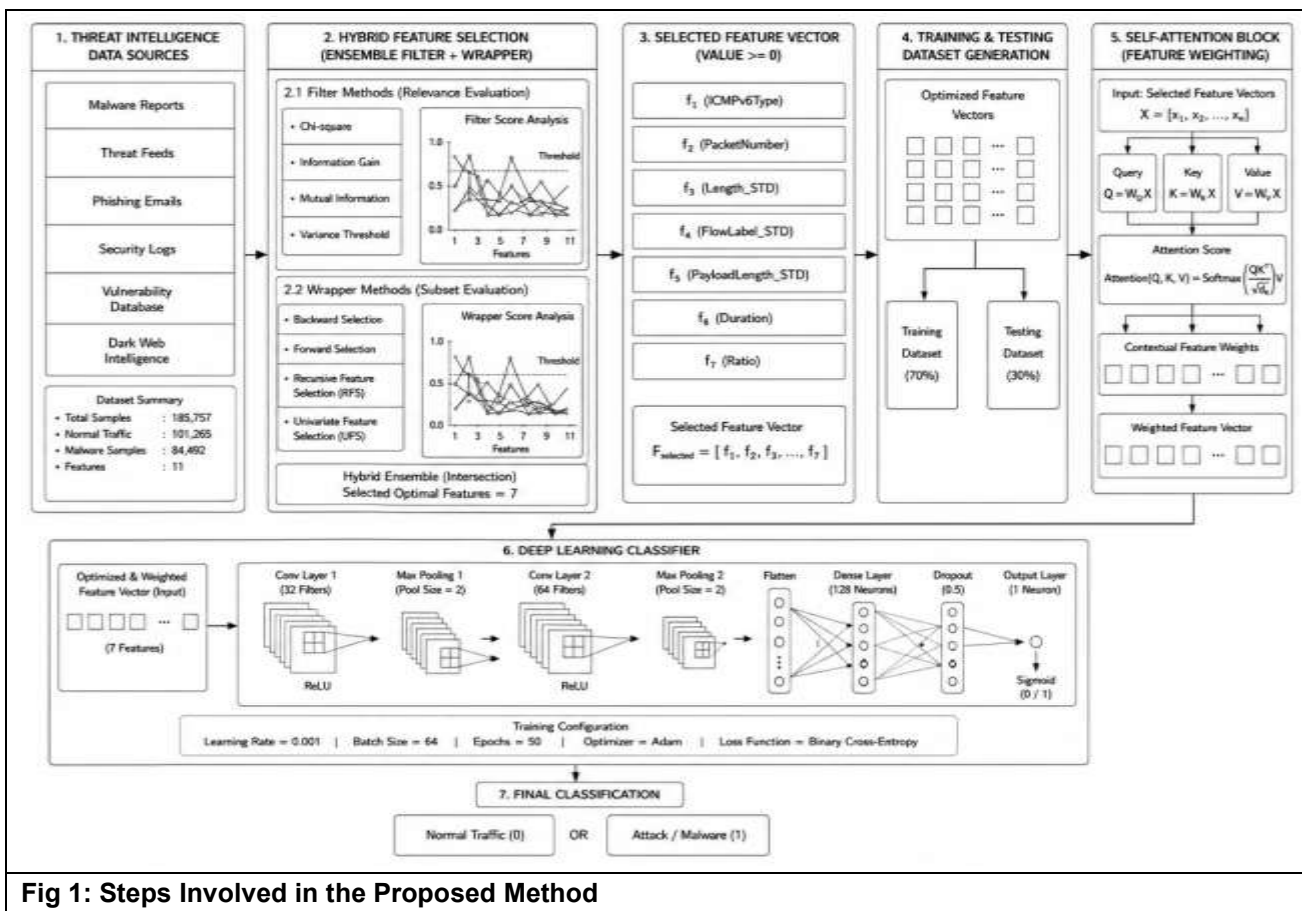 1. THREAT INTELLIGENCE
DATA SOURCES
Malware Reports
Threat Feeds
Phishing Emails
Security Logs
Vulnerability
Database
Dark Web
Intelligence
Dataset Summary
• Total Samples : 185,757
• Normal Traffic : 101,265
• Malware Samples : 84,492
• Features : 11
2. HYBRID FEATURE SELECTION
(ENSEMBLE FILTER + WRAPPER)
2.1 Filter Methods (Relevance Evaluation)
• Chi-square
• Information Gain
• Mutual Information
• Variance Threshold
Filter Score Analysis
Threshold
1.0
0.5
0.0
1 3 5 7 9 11
Features
2.2 Wrapper Methods (Subset Evaluation)
• Backward Selection
• Forward Selection
• Recursive Feature
Selection (RFS)
• Univariate Feature
Selection (UFS)
Wrapper Score Analysis
Threshold
1.0
0.5
0.0
1 3 5 7 9 11
Features
Hybrid Ensemble (Intersection)
Selected Optimal Features = 7
3. SELECTED FEATURE VECTOR
(VALUE >= 0)
f₁ (ICMPv6Type)
f₂ (PacketNumber)
f₃ (Length_STD)
f₄ (FlowLabel_STD)
f₅ (PayloadLength_STD)
f₆ (Duration)
f₇ (Ratio)
Selected Feature Vector
F_selected = [ f₁, f₂, f₃, ..., f₇ ]
4. TRAINING & TESTING
DATASET GENERATION
Optimized Feature
Vectors
...
...
...
...
Training
Dataset
(70%)
Testing
Dataset
(30%)
5. SELF-ATTENTION BLOCK
(FEATURE WEIGHTING)
Input: Selected Feature Vectors
X = [x₁, x₂, ..., xₙ]
Query
Q = W_Q X
Key
K = W_K X
Value
V = W_V X
Attention Score
Attention(Q, K, V) = Softmax (QKᵀ / √dₖ) V
Contextual Feature Weights
...
Weighted Feature Vector
...
6. DEEP LEARNING CLASSIFIER
Optimized & Weighted
Feature Vector (Input)
...
(7 Features)
Conv Layer 1
(32 Filters)
ReLU
Max Pooling 1
(Pool Size = 2)
Conv Layer 2
(64 Filters)
ReLU
Max Pooling 2
(Pool Size = 2)
Flatten
Dense Layer
(128 Neurons)
Dropout
(0.5)
Output Layer
(1 Neuron)
Sigmoid
(0 / 1)
Training Configuration
Learning Rate = 0.001 | Batch Size = 64 | Epochs = 50 | Optimizer = Adam | Loss Function = Binary Cross-Entropy
7. FINAL CLASSIFICATION
Normal Traffic (0)
OR
Attack / Malware (1)
Fig 1: Steps Involved in the Proposed Method